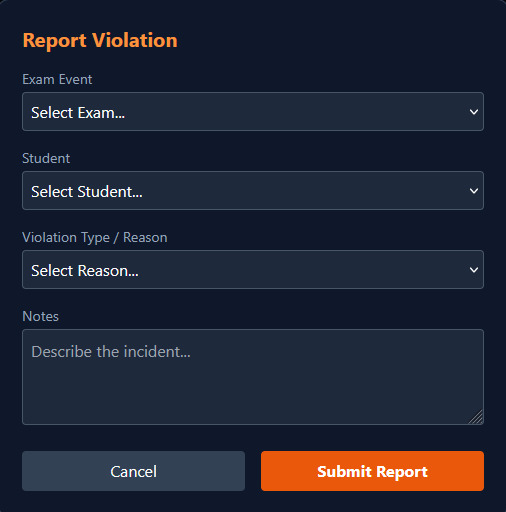 Report Violation
Exam Event
Select Exam...
Student
Select Student...
Violation Type / Reason
Select Reason...
Notes
Describe the incident...
Cancel
Submit Report